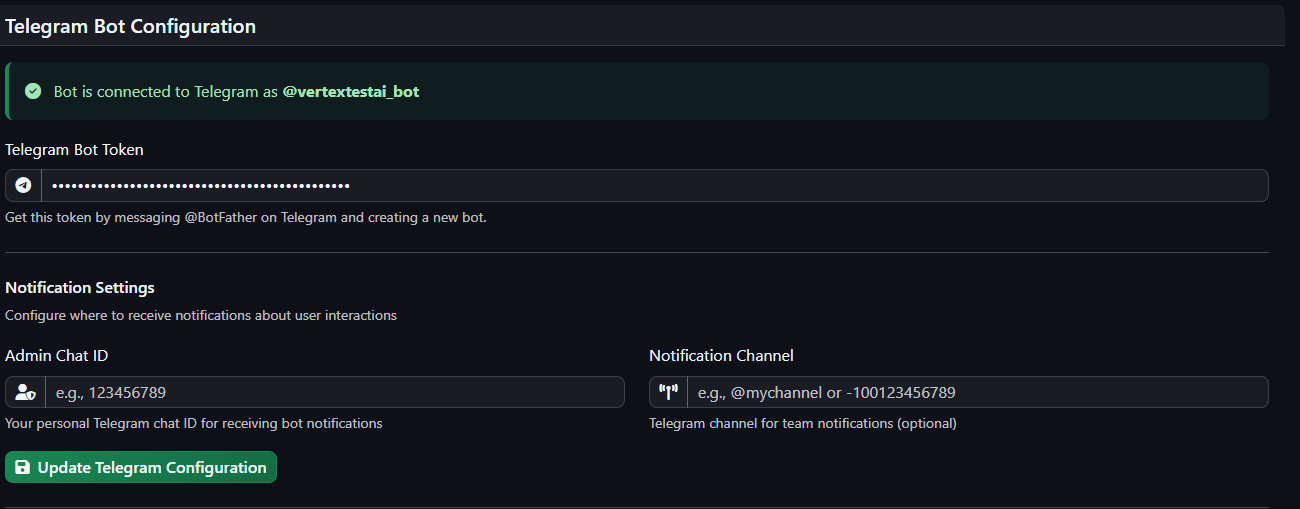 Telegram Bot Configuration
Bot is connected to Telegram as @vertextestai_bot
Telegram Bot Token
••••••••••••••••••••••••••••••••••••••••••••••
Get this token by messaging @BotFather on Telegram and creating a new bot.
Notification Settings
Configure where to receive notifications about user interactions
Admin Chat ID
Notification Channel
e.g., 123456789
e.g., @mychannel or -100123456789
Your personal Telegram chat ID for receiving bot notifications
Telegram channel for team notifications (optional)
Update Telegram Configuration